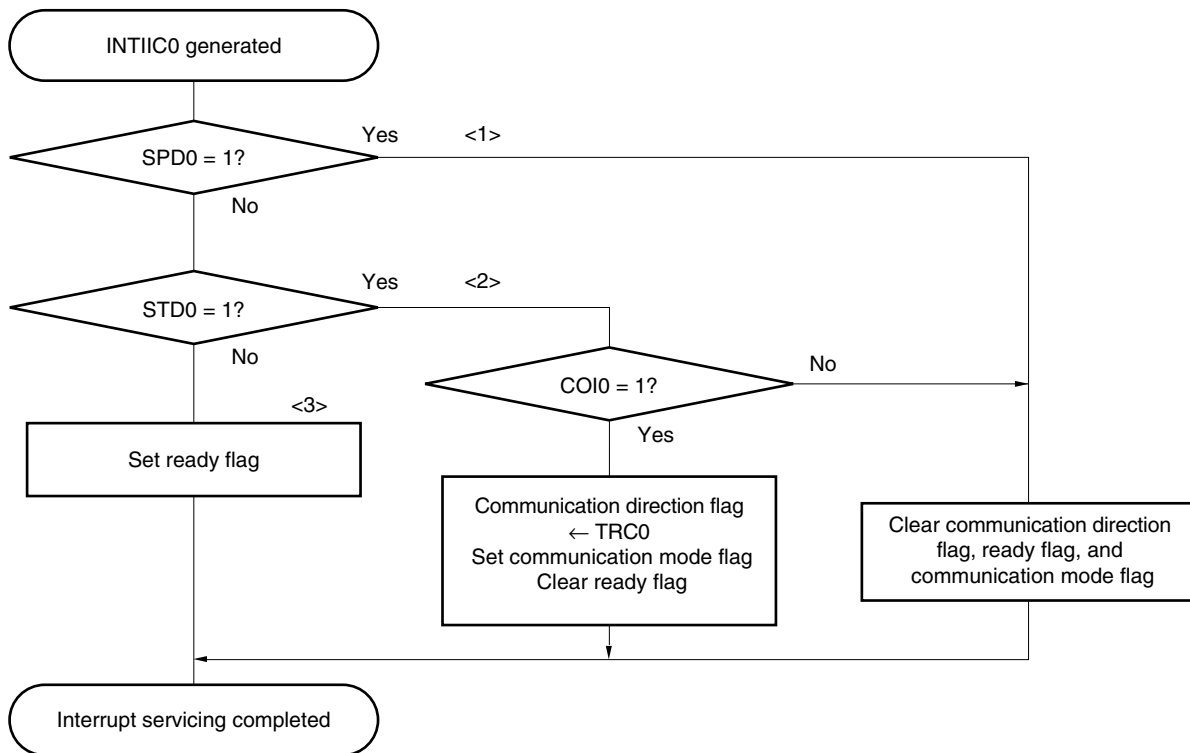 INTIIC0 generated
Yes
<1>
SPD0 = 1?
No
Yes
<2>
STD0 = 1?
No
COI0 = 1?
No
<3>
Yes
Set ready flag
Communication direction flag
← TRC0
Set communication mode flag
Clear ready flag
Clear communication direction
flag, ready flag, and
communication mode flag
Interrupt servicing completed